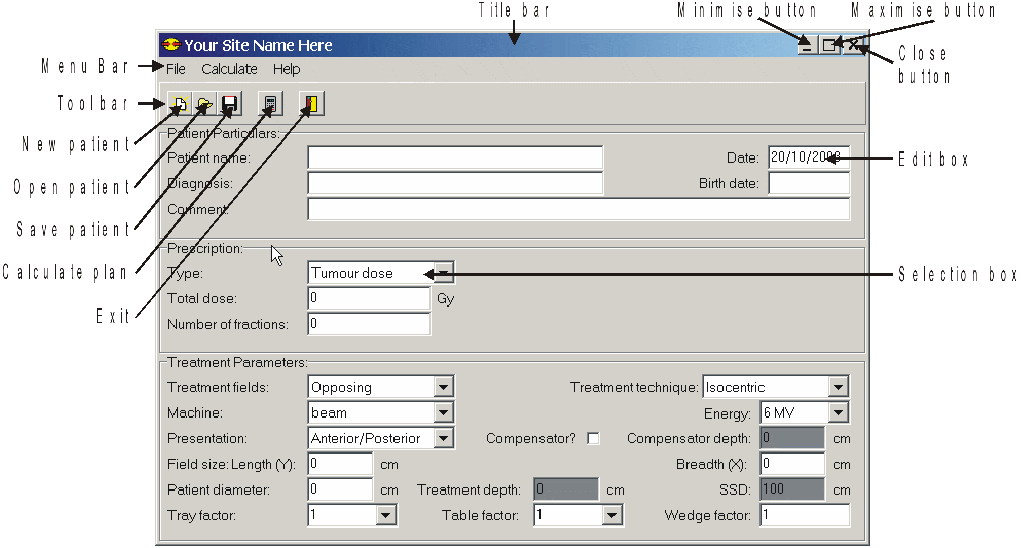 Title bar
Minimise button
Maximise button
Your Site Name Here
Close
button
Menu Bar
File Calculate Help
Toolbar
New patient
Patient Particulars:
Patient name:
Date: 20/10/2003
Edit box
Open patient
Diagnosis:
Birth date:
Comment:
Save patient
Prescription:
Calculate plan
Type: Tumour dose
Selection box
Total dose: 0 Gy
Exit
Number of fractions: 0
Treatment Parameters:
Treatment fields: Opposing Treatment technique: Isocentric
Machine: beam Energy: 6 MV
Presentation: Anterior/Posterior Compensator? Compensator depth: 0 cm
Field size: Length (Y): 0 cm Breadth (X): 0 cm
Patient diameter: 0 cm Treatment depth: 0 cm SSD: 100 cm
Tray factor: 1 Table factor: 1 Wedge factor: 1